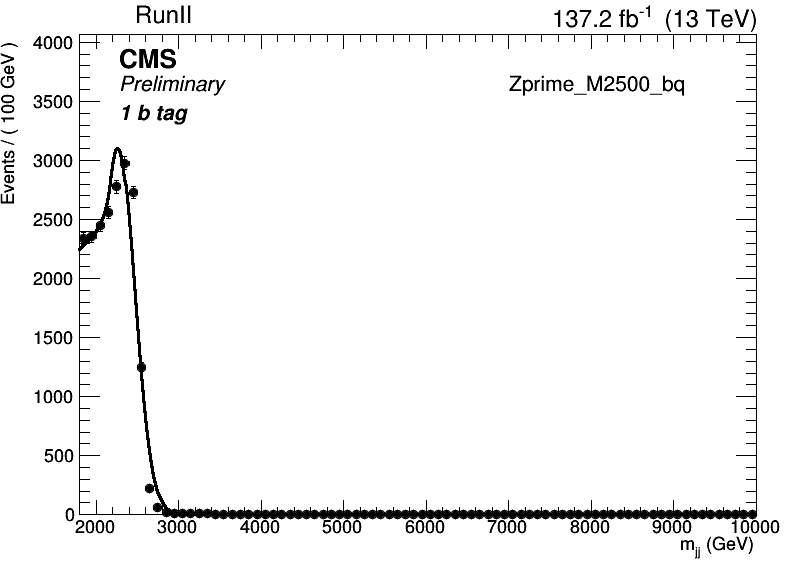 RunII
137.2 fb-1 (13 TeV)
CMS
Preliminary
1 b tag
Zprime_M2500_bq
Events / ( 100 GeV )
4000
3500
3000
2500
2000
1500
1000
500
0
2000 3000 4000 5000 6000 7000 8000 9000 10000
mjj (GeV)